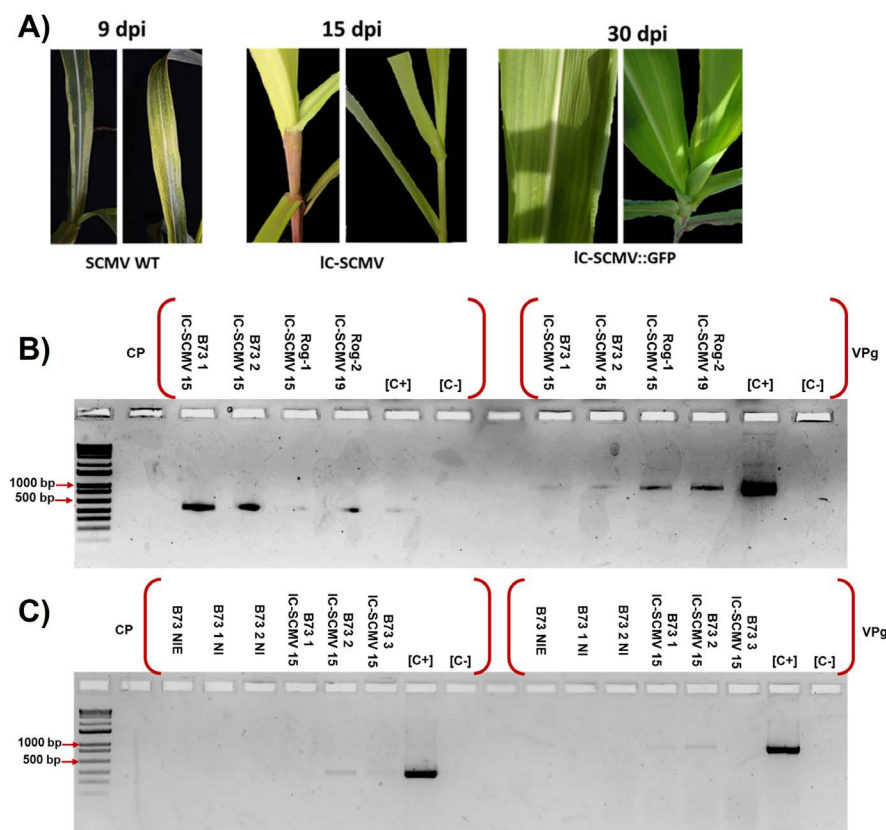 A)
9 dpi
15 dpi
30 dpi
SCMV WT
IC-SCMV
IC-SCMV::GFP
B)
CP
B73 1
IC-SCMV 15
B73 2
IC-SCMV 15
Rog-1
IC-SCMV 15
Rog-2
IC-SCMV 19
[C+]
[C-]
B73 1
IC-SCMV 15
B73 2
IC-SCMV 15
Rog-1
IC-SCMV 15
Rog-2
IC-SCMV 19
[C+]
[C-]
VPg
1000 bp
500 bp
C)
CP
B73 NIE
B73 1 NI
B73 2 NI
B73 1
IC-SCMV 15
B73 2
IC-SCMV 15
B73 3
IC-SCMV 15
[C+]
[C-]
B73 NIE
B73 1 NI
B73 2 NI
B73 1
IC-SCMV 15
B73 2
IC-SCMV 15
B73 3
IC-SCMV 15
[C+]
[C-]
VPg
1000 bp
500 bp